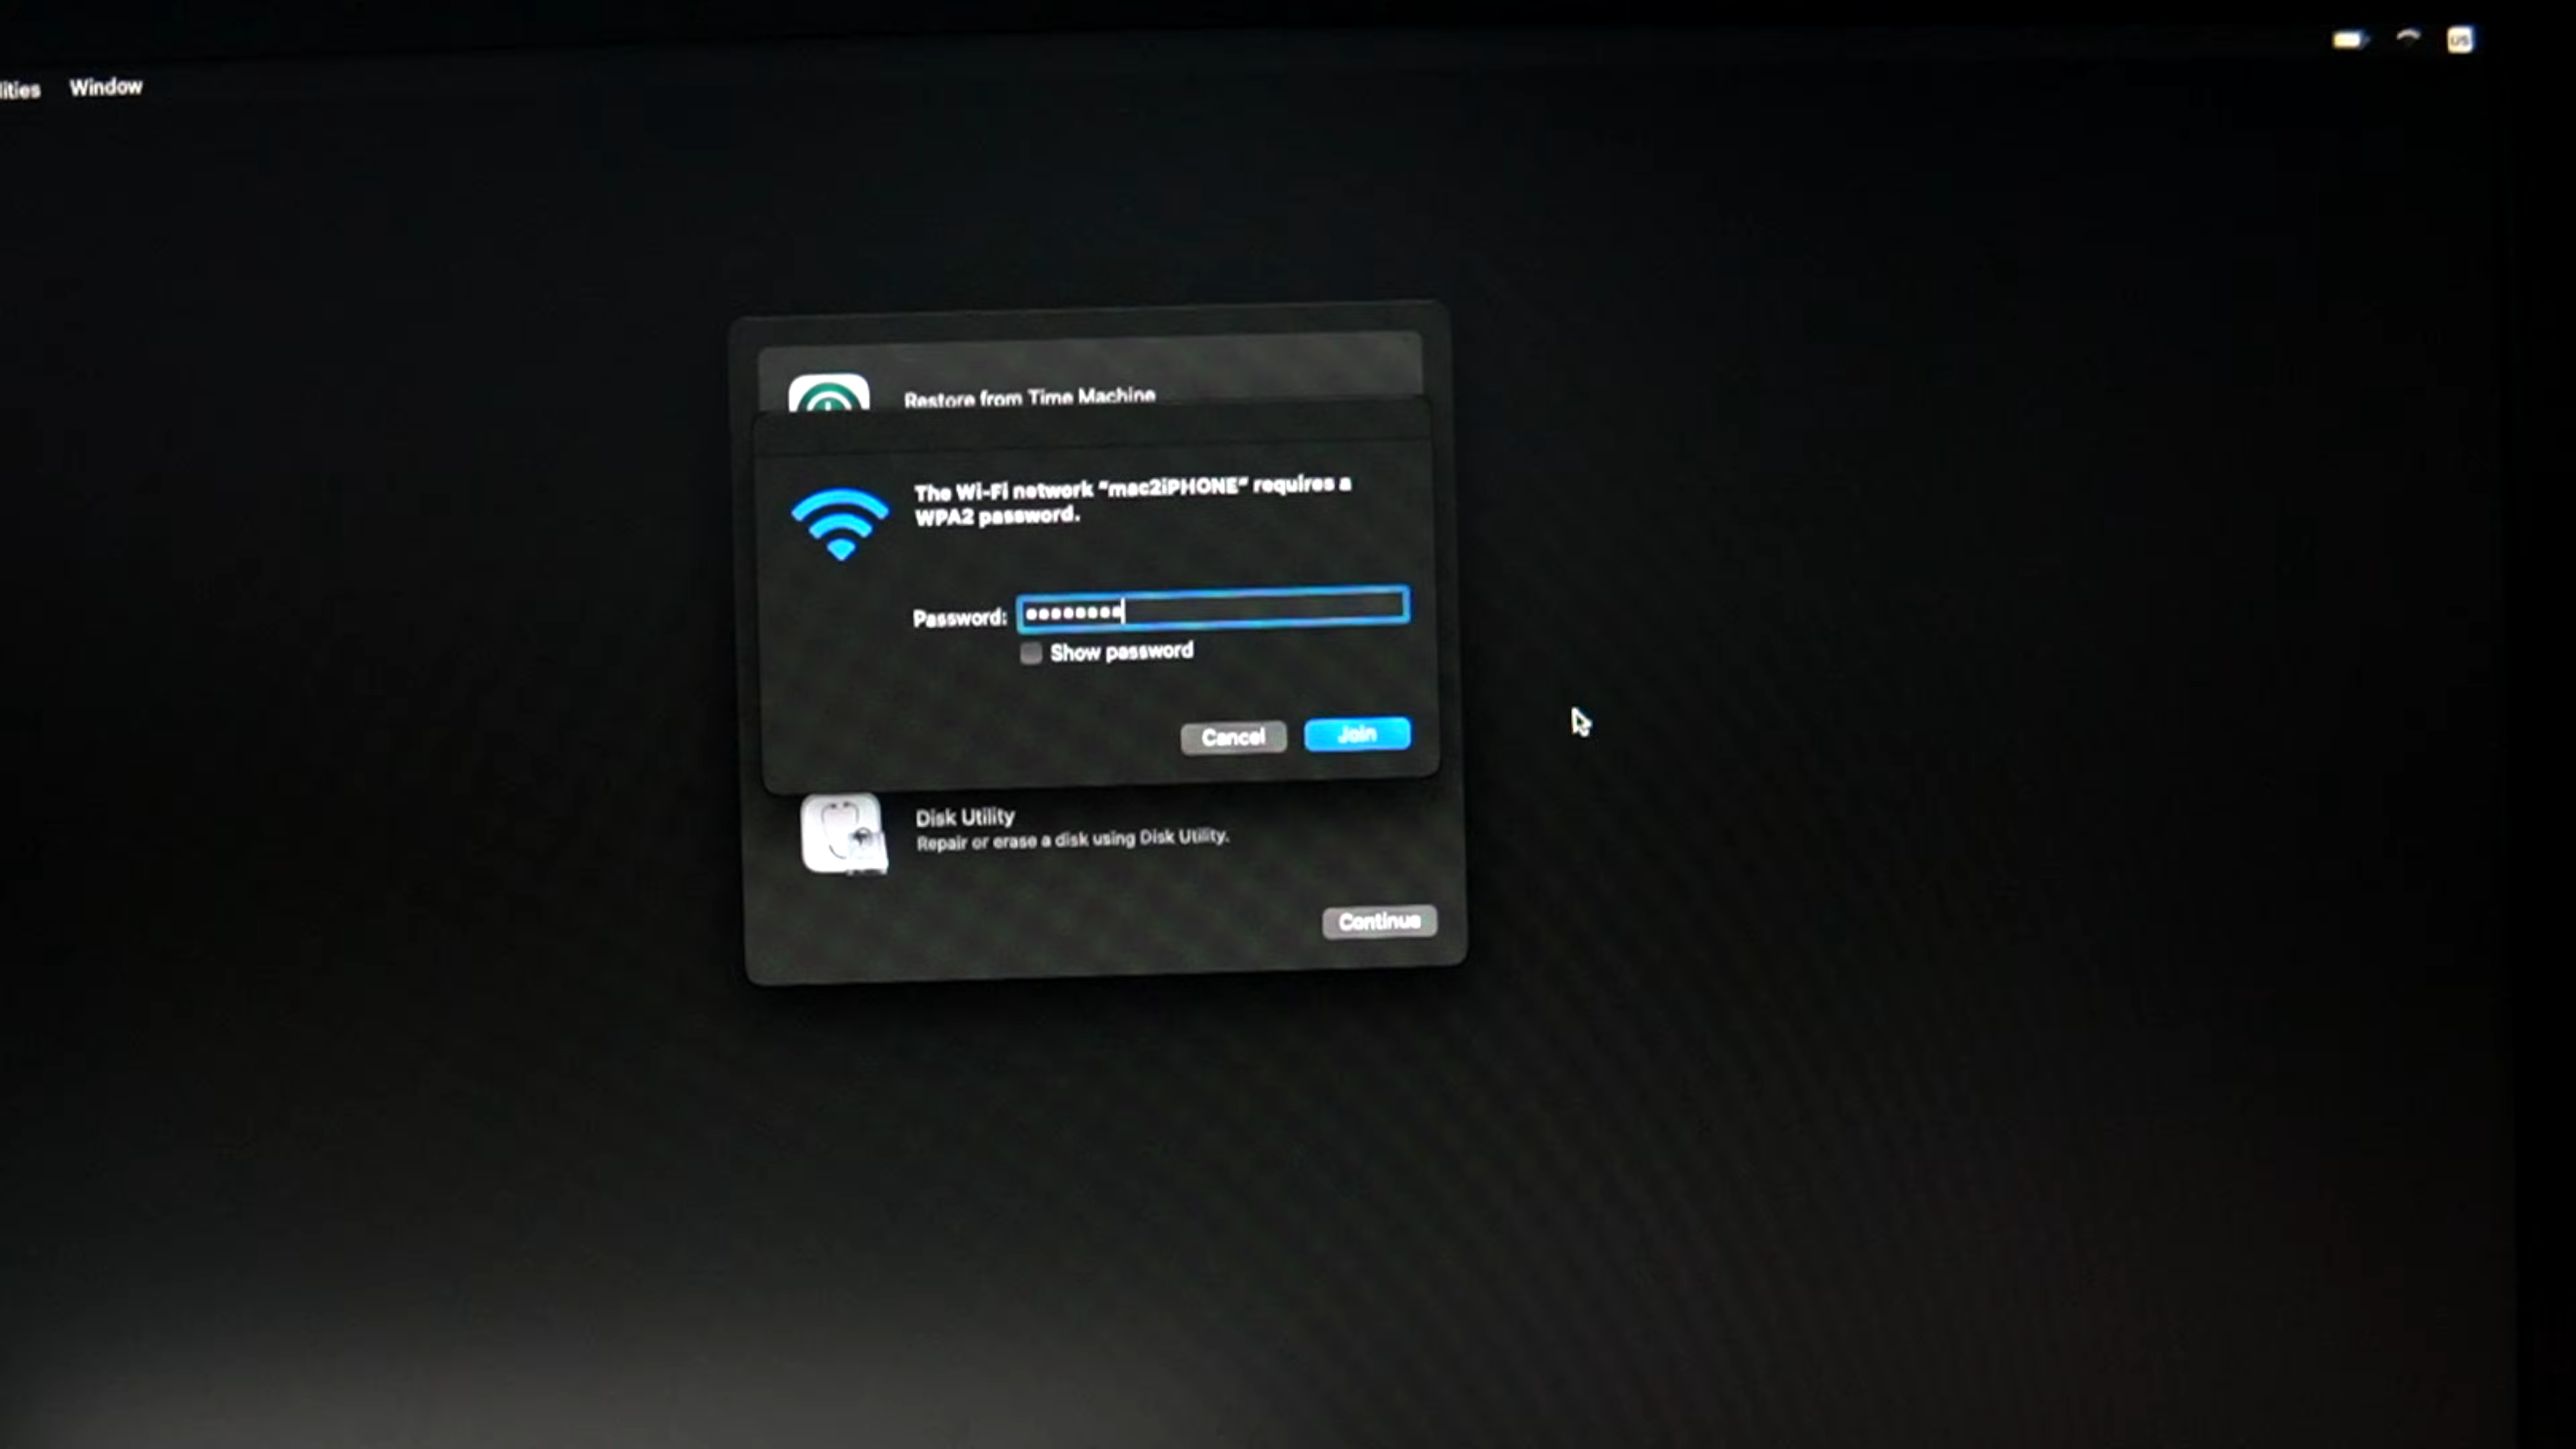 Window
US
Restore from Time Machine
The Wi-Fi network "mac2iPHONE" requires a
WPA2 password.
Password: ••••••••
Show password
Cancel Join
Disk Utility
Repair or erase a disk using Disk Utility.
Continue